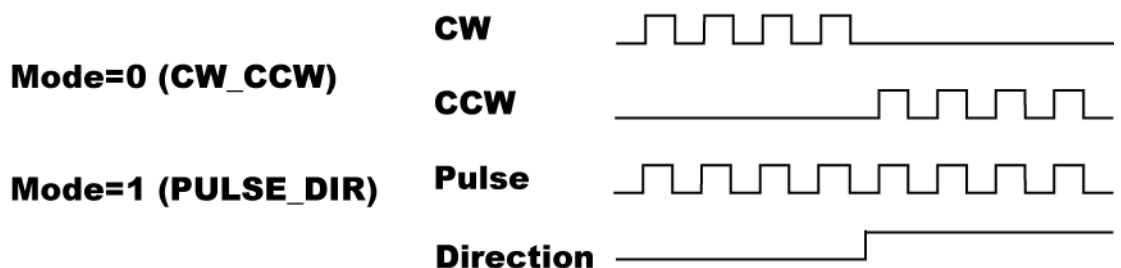 CW
Mode=0 (CW_CCW)
CCW
Mode=1 (PULSE_DIR)
Pulse
Direction